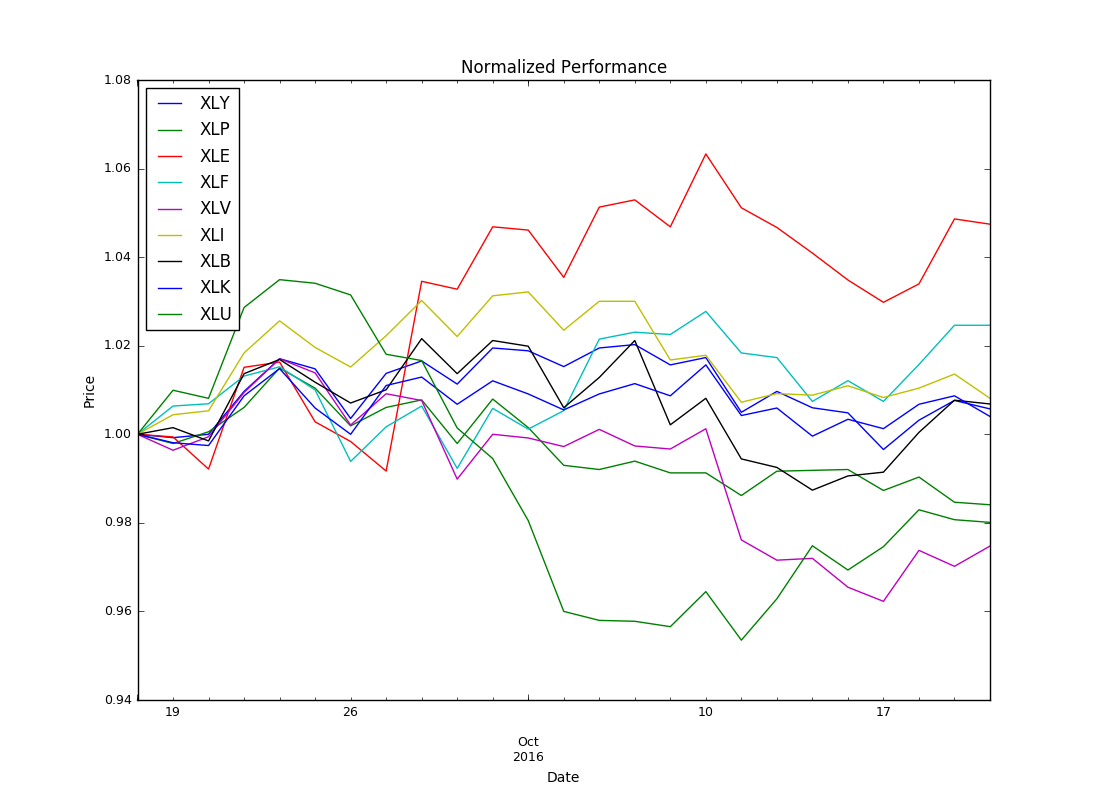 Normalized Performance
1.08
1.06
1.04
1.02
1.00
0.98
0.96
0.94
Price
XLY
XLP
XLE
XLF
XLV
XLI
XLB
XLK
XLU
19
26
10
17
Oct
2016
Date